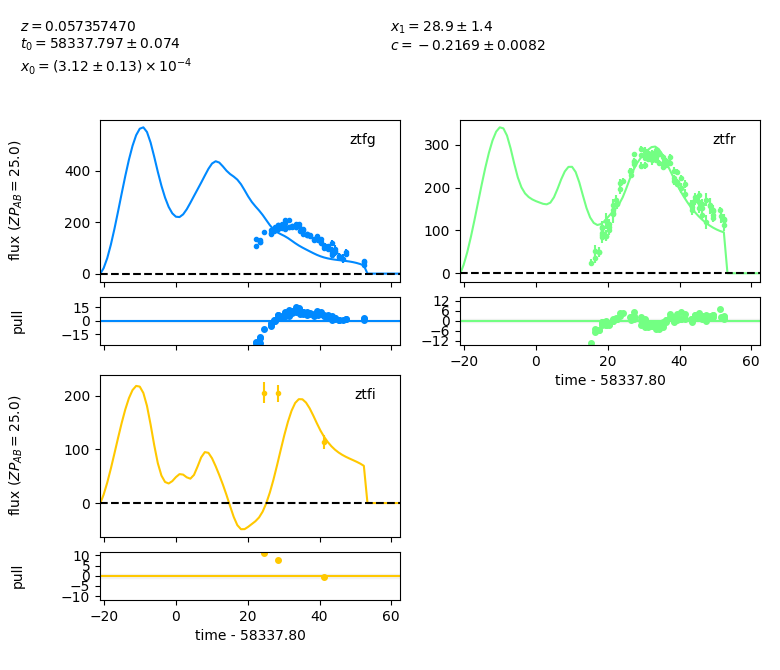 z = 0.057357470
t₀ = 58337.797 ± 0.074
x₀ = (3.12 ± 0.13) × 10⁻⁴
x₁ = 28.9 ± 1.4
c = −0.2169 ± 0.0082
flux (ZP_AB = 25.0)
ztfg
400
200
0
pull
15
0
−15
ztfr
300
200
100
0
12
6
0
−6
−12
−20 0 20 40 60
time - 58337.80
flux (ZP_AB = 25.0)
ztfi
200
100
0
pull
10
5
0
−5
−10
−20 0 20 40 60
time - 58337.80